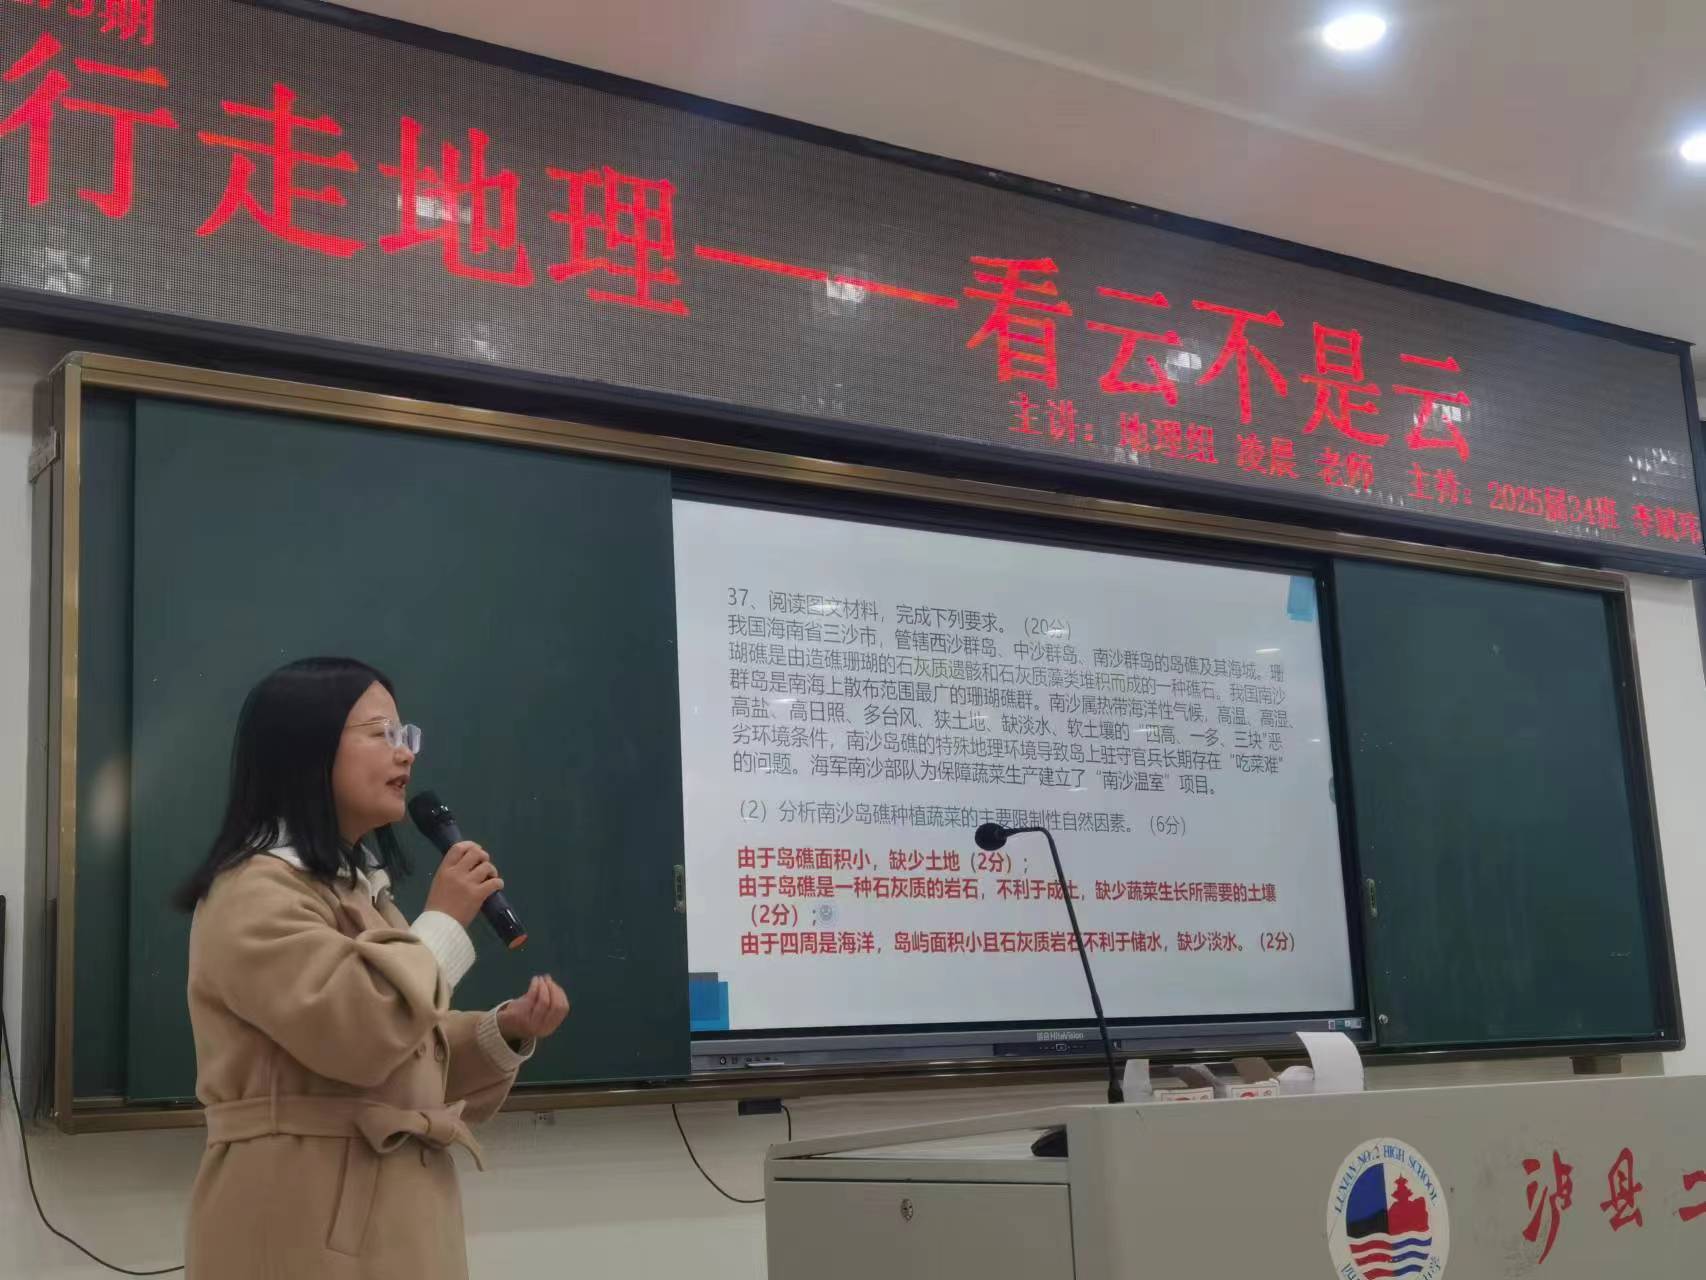 期
行走地理——看云不是云
主讲：地理组 凌晨 老师 主持：2025届34班 李斌玮
37、阅读图文材料，完成下列要求。（20分）
我国海南省三沙市，管辖西沙群岛、中沙群岛、南沙群岛的岛礁及其海域。珊
瑚礁是由造礁珊瑚的石灰质遗骸和石灰质藻类堆积而成的一种礁石。我国南沙
群岛是南海上散布范围最广的珊瑚礁群。南沙属热带海洋性气候，高温、高湿、
高盐、高日照、多台风、狭土地、缺淡水、软土壤的“四高、一多、三块”恶
劣环境条件，南沙岛礁的特殊地理环境导致岛上驻守官兵长期存在“吃菜难”
的问题。海军南沙部队为保障蔬菜生产建立了“南沙温室”项目。
（2）分析南沙岛礁种植蔬菜的主要限制性自然因素。（6分）
由于岛礁面积小，缺少土地（2分）；
由于岛礁是一种石灰质的岩石，不利于成土，缺少蔬菜生长所需要的土壤
（2分）；
由于四周是海洋，岛屿面积小且石灰质岩石不利于储水，缺少淡水。（2分）
HiteVision
LUXIAN NO.2 HIGH SCHOOL
泸县二